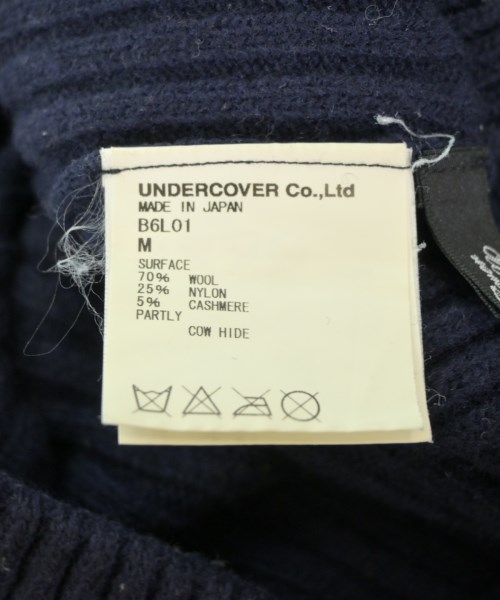 UNDERCOVER Co.,Ltd
MADE IN JAPAN
B6L01
M
SURFACE
70% WOOL
25% NYLON
5% CASHMERE
PARTLY
COW HIDE